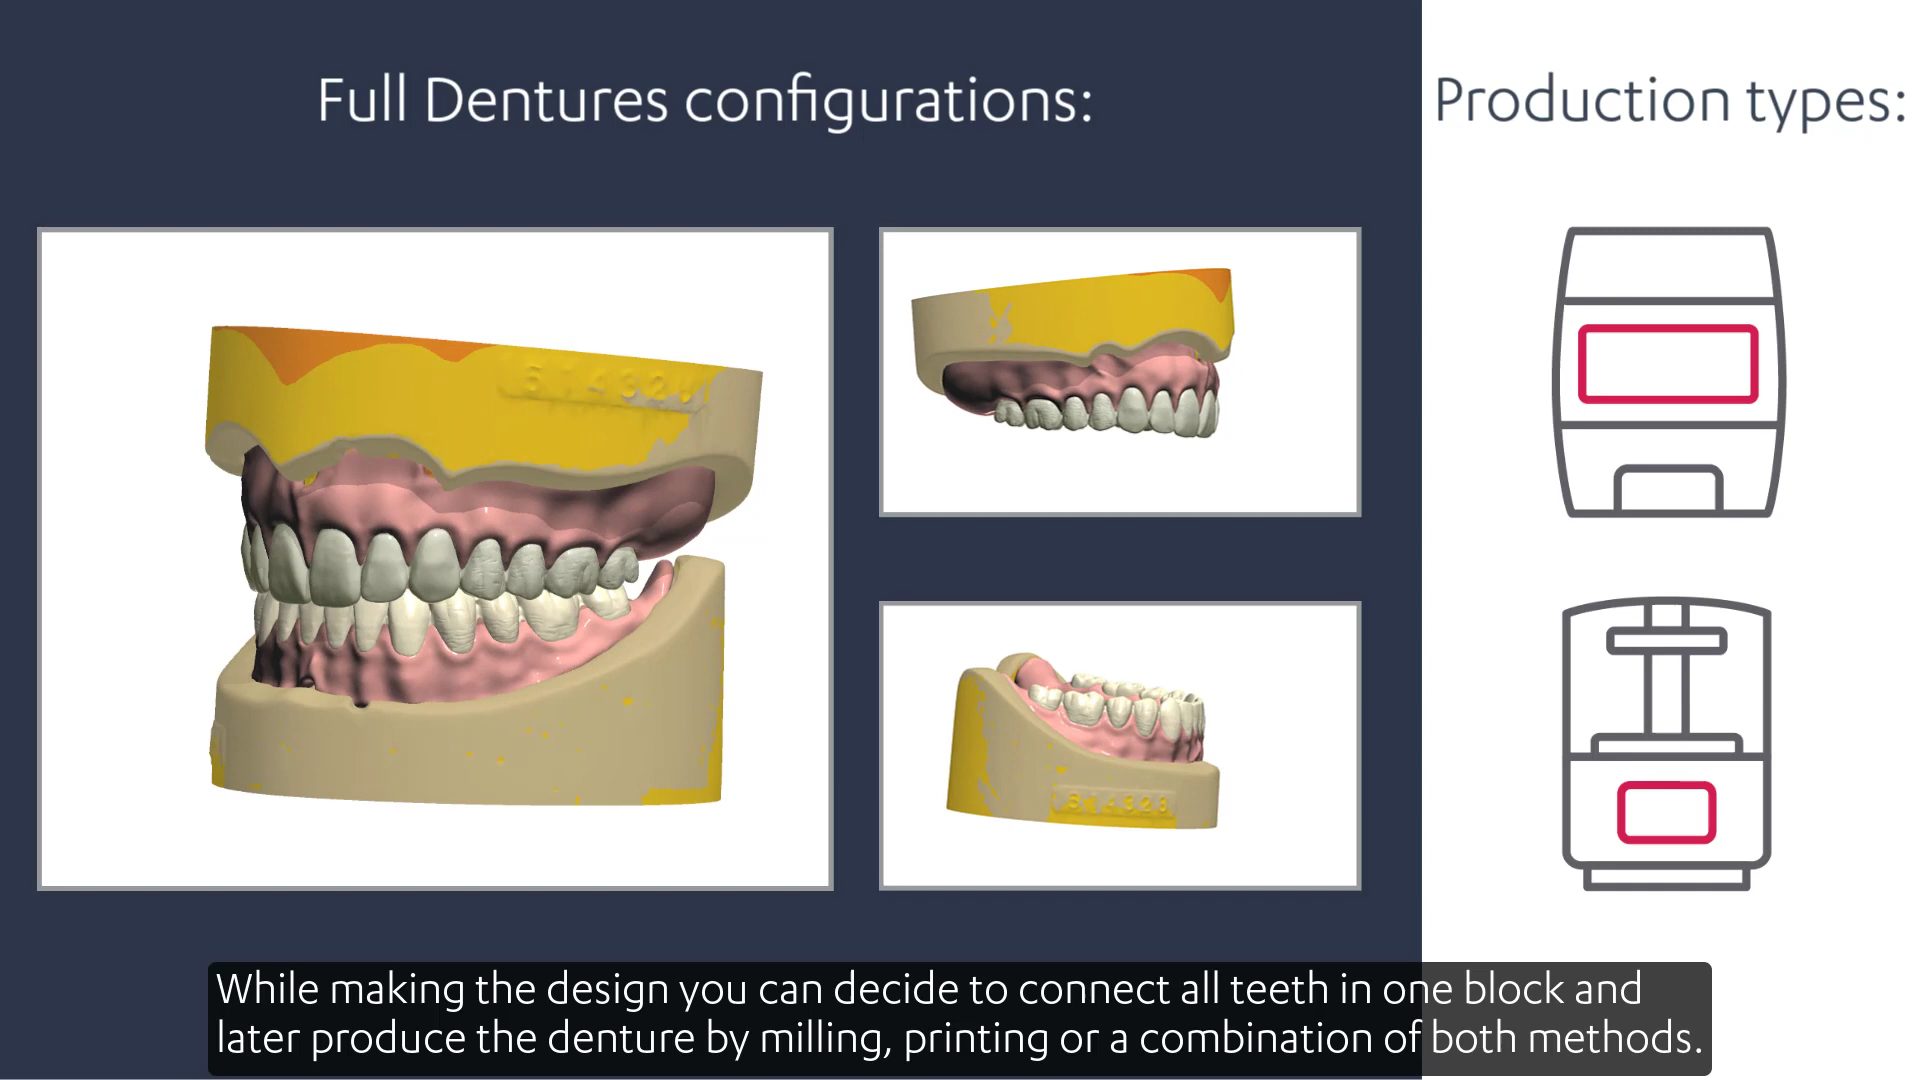 Full Dentures configurations:
Production types:
While making the design you can decide to connect all teeth in one block and
later produce the denture by milling, printing or a combination of both methods.